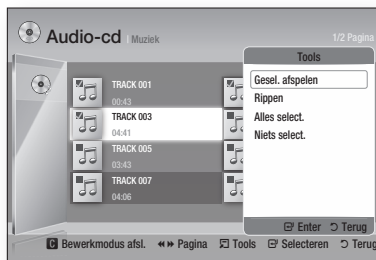 Audio-cd | Muziek
1/2 Pagina
TRACK 001
00:43
TRACK 003
04:41
TRACK 005
03:43
TRACK 007
04:06
Tools
Gesel. afspelen
Rippen
Alles select.
Niets select.
Enter Terug
C Bewerkmodus afsl. Pagina Tools Selecteren Terug